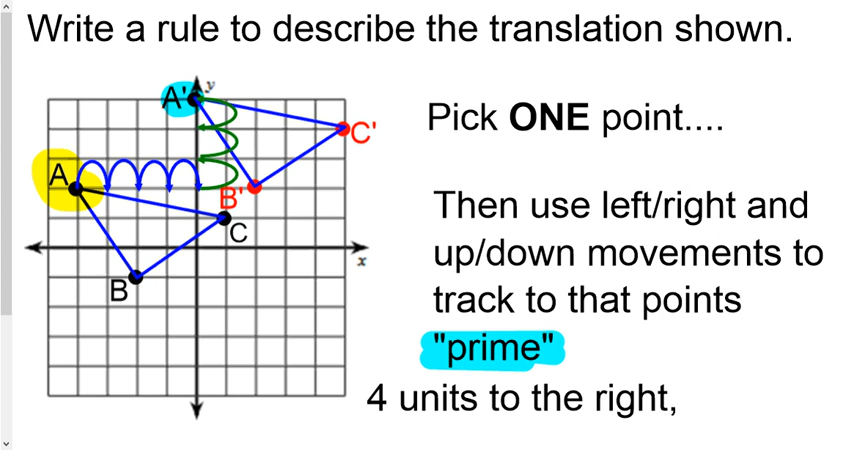 Write a rule to describe the translation shown.
A'
y
C'
Pick ONE point....
A
B'
C
Then use left/right and
up/down movements to
x
B
track to that points
"prime"
4 units to the right,